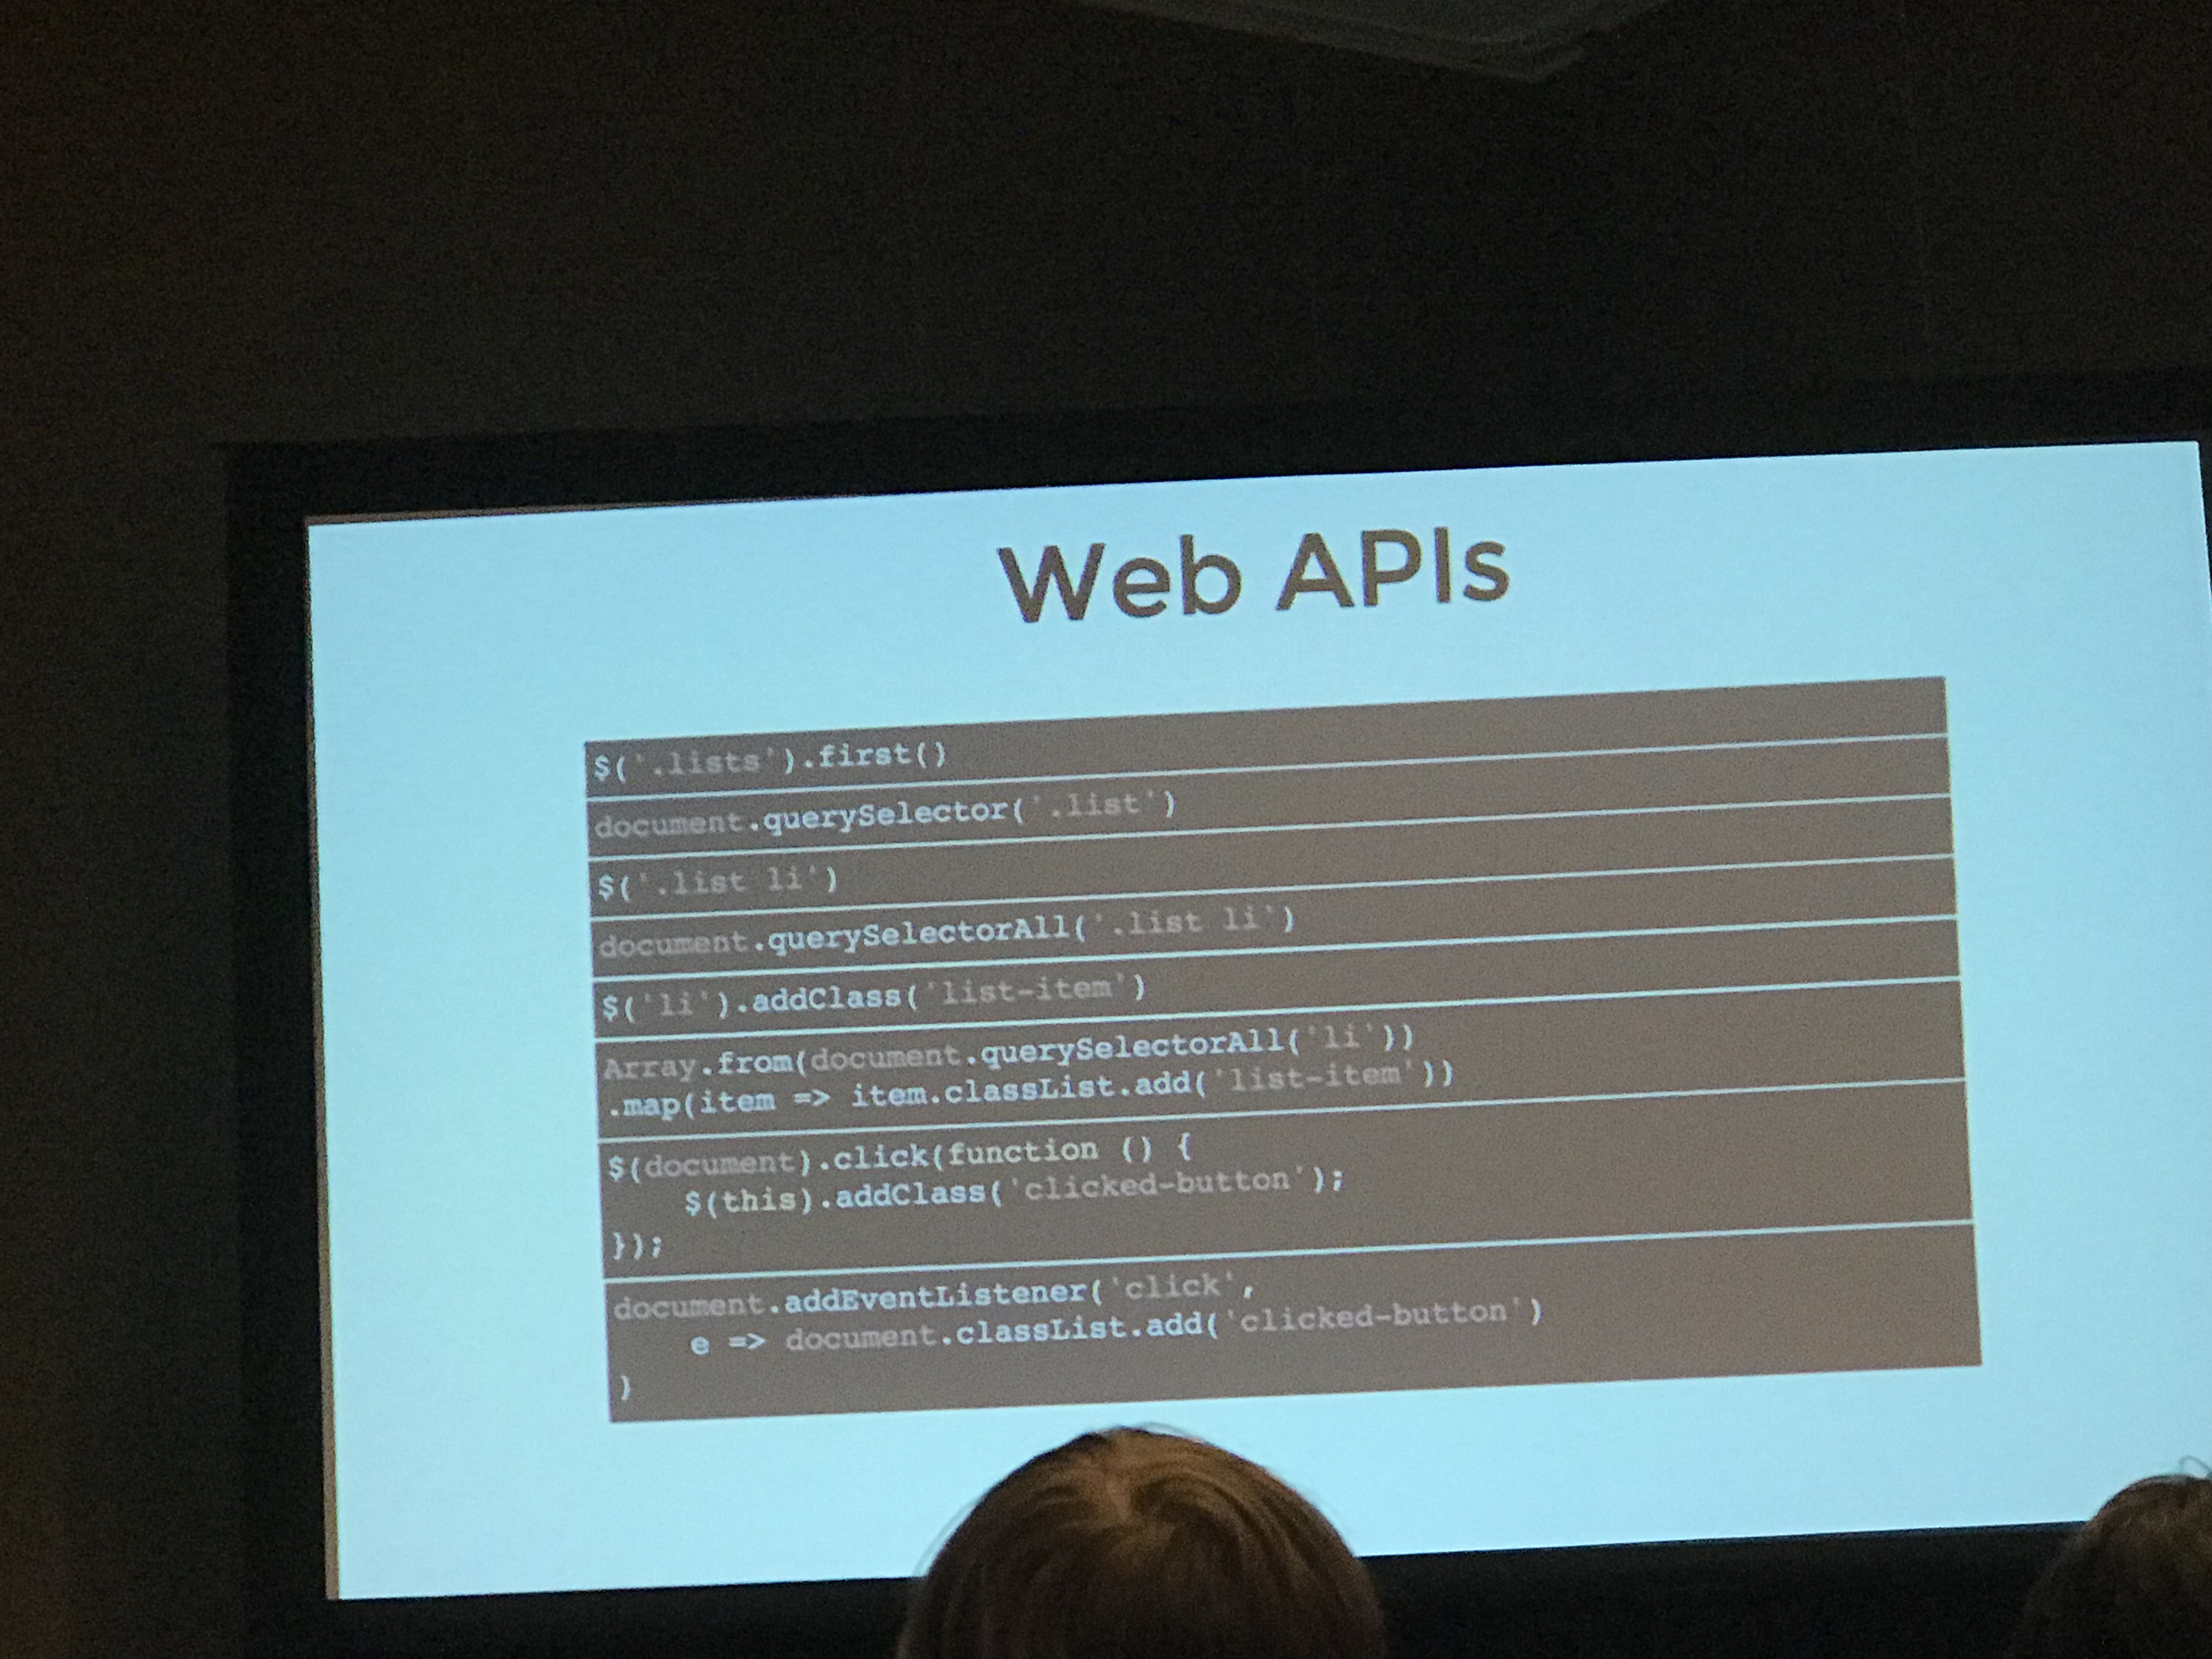 Web APIs
$('.lists').first()
document.querySelector('.list')
$('.list li')
document.querySelectorAll('.list li')
$('li').addClass('list-item')
Array.from(document.querySelectorAll('li'))
.map(item => item.classList.add('list-item'))
$(document).click(function () {
    $(this).addClass('clicked-button');
});
document.addEventListener('click',
    e => document.classList.add('clicked-button')
)